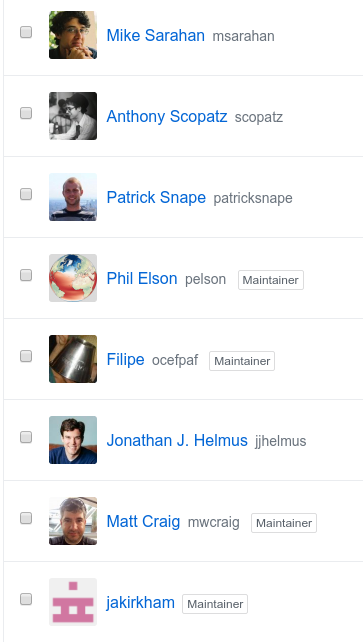 Mike Sarahan msarahan
Anthony Scopatz scopatz
Patrick Snape patricksnape
Phil Elson pelson Maintainer
Filipe ocefpaf Maintainer
Jonathan J. Helmus jjhelmus
Matt Craig mwcraig Maintainer
jakirkham Maintainer